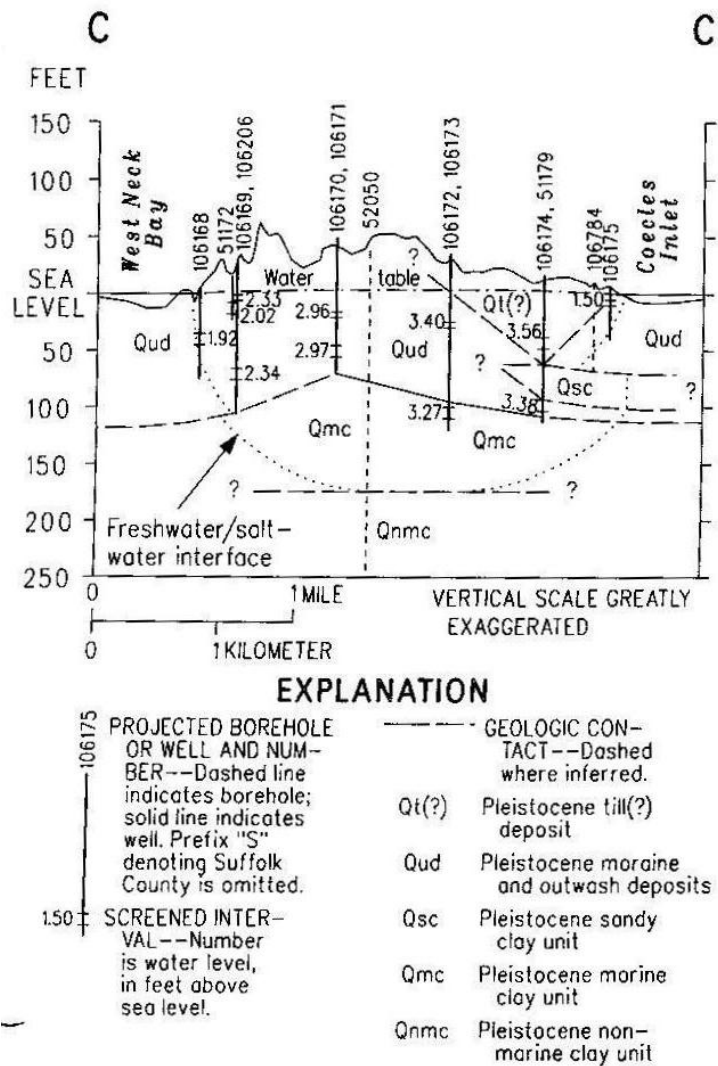 C C
FEET
150
100
50
SEA
LEVEL
50
100
150
200
250
West Neck
Bay
106168
51172
106169, 106206
106170, 106171
52050
106172, 106173
106174, 51179
106784
106175
Coecles
Inlet
?
Water table
2.33
2.02
1.92
2.34
2.96
2.97
3.40
3.27
3.56
3.38
1.50
Qud
Qud
Qt(?)
Qud
?
Qsc
?
Qmc
Qmc
? ?
Freshwater/salt-
water interface
Qnmc
0 1 MILE
0 1 KILOMETER
VERTICAL SCALE GREATLY
EXAGGERATED
EXPLANATION
106175
PROJECTED BOREHOLE
OR WELL AND NUM-
BER--Dashed line
indicates borehole;
solid line indicates
well. Prefix "S"
denoting Suffolk
County is omitted.
1.50
SCREENED INTER-
VAL--Number
is water level,
in feet above
sea level.
GEOLOGIC CON-
TACT--Dashed
where inferred.
Qt(?) Pleistocene till(?)
deposit
Qud Pleistocene moraine
and outwash deposits
Qsc Pleistocene sandy
clay unit
Qmc Pleistocene marine
clay unit
Qnmc Pleistocene non-
marine clay unit